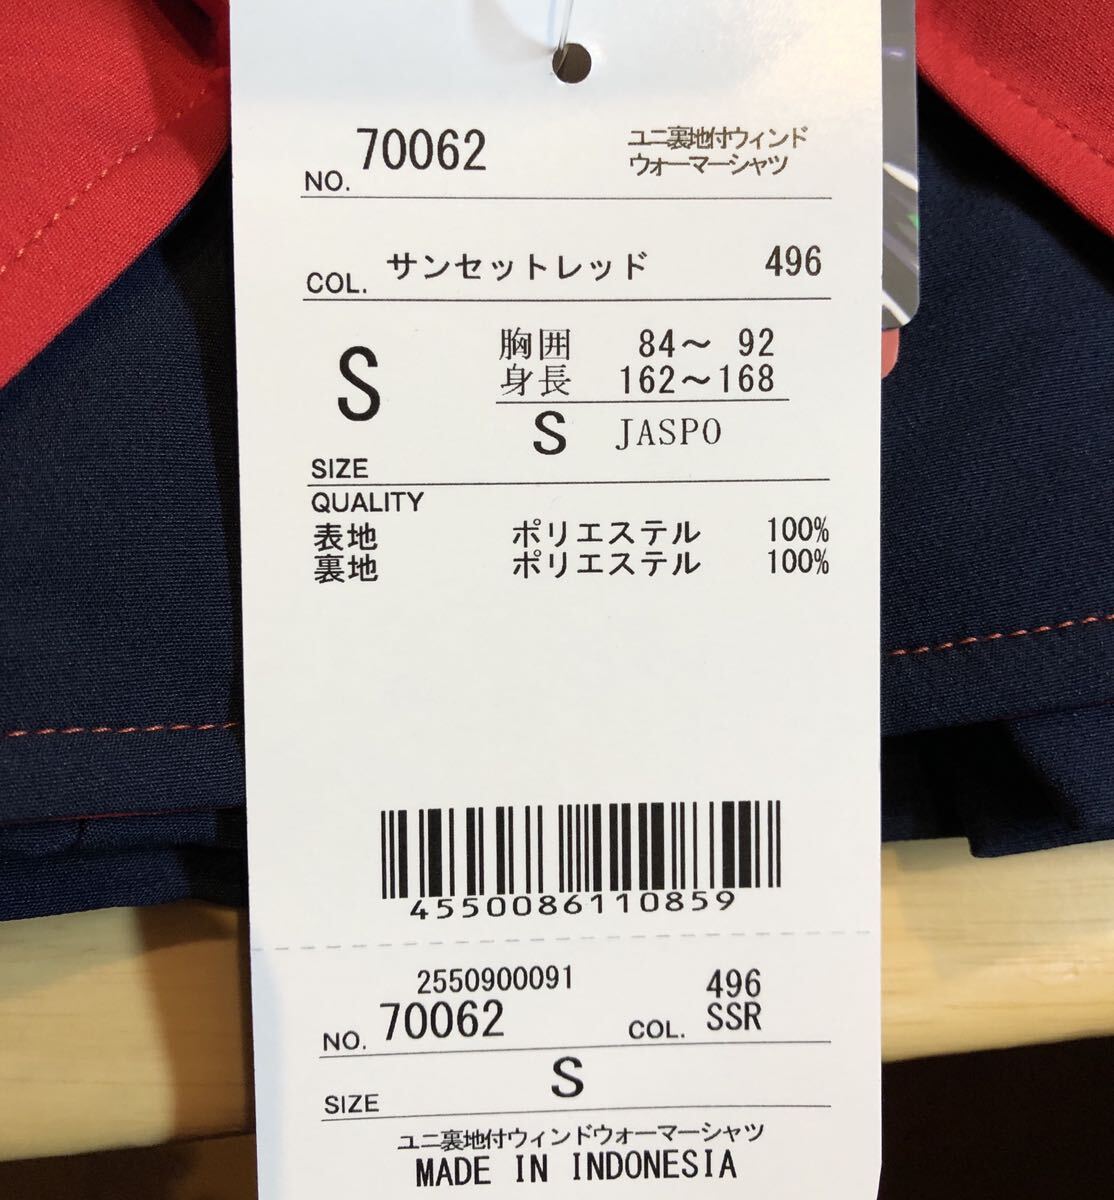 NO. 70062 ユニ裏地付ウィンド
ウォーマーシャツ
COL. サンセットレッド 496
S
胸囲 84～ 92
身長 162～168
S JASPO
SIZE
QUALITY
表地 ポリエステル 100%
裏地 ポリエステル 100%
4550086110859
2550900091 496
NO. 70062 COL. SSR
SIZE S
ユニ裏地付ウィンドウォーマーシャツ
MADE IN INDONESIA